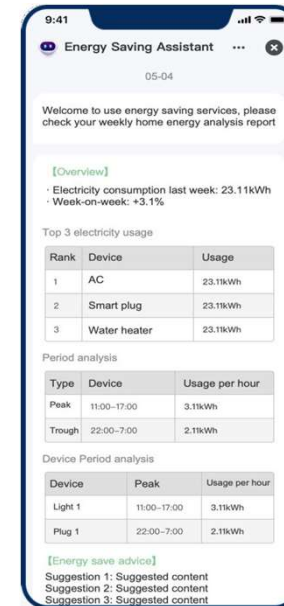 9:41
Energy Saving Assistant ...
05-04
Welcome to use energy saving services, please
check your weekly home energy analysis report
【Overview】
· Electricity consumption last week: 23.11kWh
· Week-on-week: +3.1%
Top 3 electricity usage
Rank Device Usage
1 AC 23.11kWh
2 Smart plug 23.11kWh
3 Water heater 23.11kWh
Period analysis
Type Device Usage per hour
Peak 11:00-17:00 3.11kWh
Trough 22:00-7:00 2.11kWh
Device Period analysis
Device Peak Usage per hour
Light 1 11:00-17:00 3.11kWh
Plug 1 22:00-7:00 2.11kWh
【Energy save advice】
Suggestion 1: Suggested content
Suggestion 2: Suggested content
Suggestion 3: Suggested content